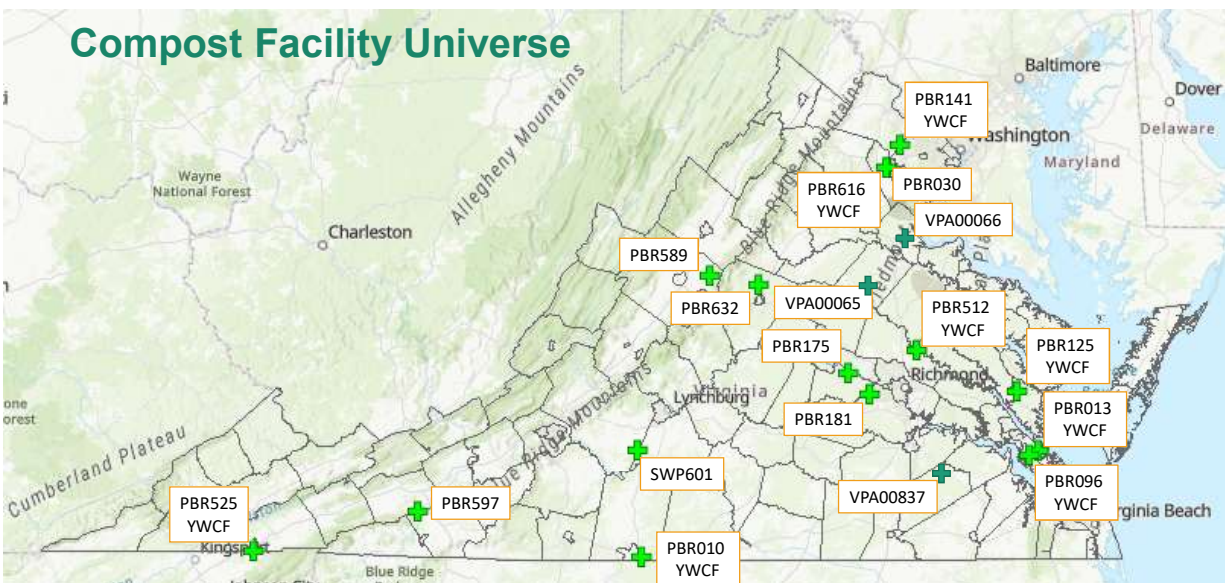 Compost Facility Universe
Baltimore
Dover
PBR141
YWCF
Washington
Delaware
Maryland
Allegheny Mountains
Blue Ridge Mountains
Wayne
National Forest
PBR030
PBR616
YWCF
VPA00066
Charleston
PBR589
PBR632
VPA00065
PBR512
YWCF
PBR175
PBR125
YWCF
Richmond
Lynchburg
Virginia
PBR181
PBR013
YWCF
Cumberland Plateau
Blue Ridge Mountains
SWP601
VPA00837
PBR096
YWCF
PBR525
YWCF
PBR597
Virginia Beach
Kingsport
PBR010
YWCF
Blue Ridge